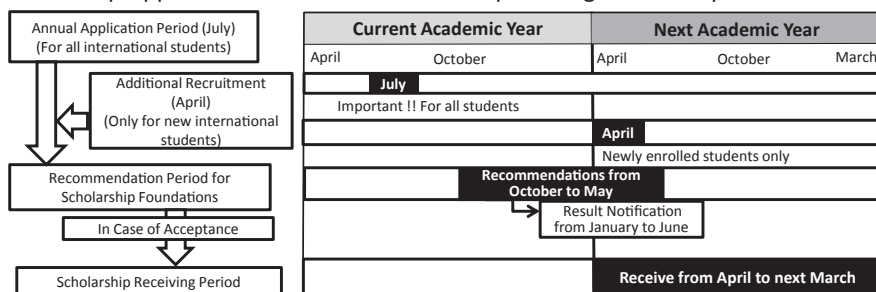 Annual Application Period (July)
(For all international students)
Additional Recruitment
(April)
(Only for new international
students)
Recommendation Period for
Scholarship Foundations
In Case of Acceptance
Scholarship Receiving Period
Current Academic Year
Next Academic Year
April
October
April
October
March
July
Important !! For all students
April
Newly enrolled students only
Recommendations from
October to May
Result Notification
from January to June
Receive from April to next March